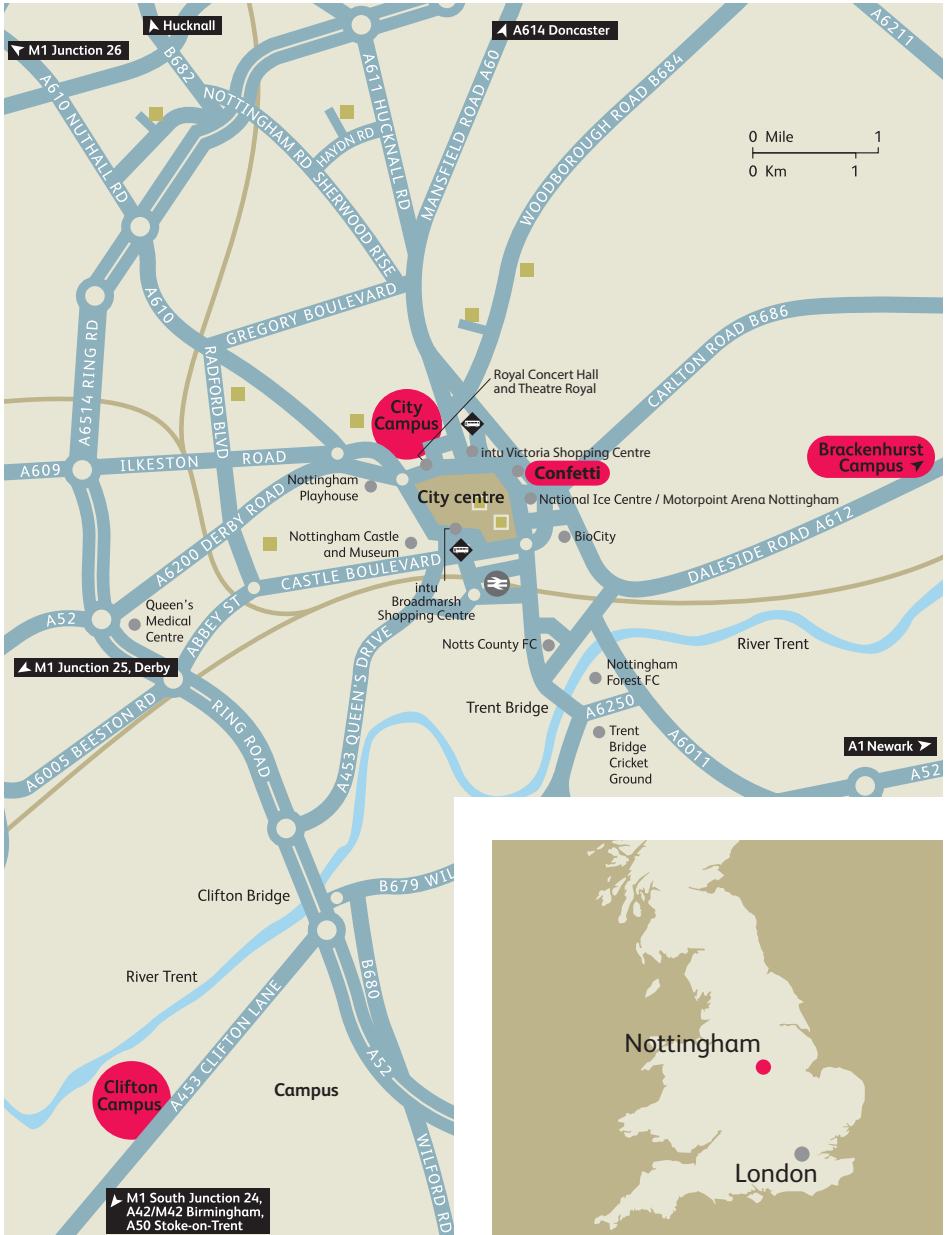 Hucknall
M1 Junction 26
A614 Doncaster
A6211
B682
A610 NUTHALL RD
NOTTINGHAM RD
SHERWOOD RISE
HAYDN RD
A611 HUCKNALL RD
MANSFIELD ROAD A60
WOODBOROUGH ROAD B684
0 Mile 1
0 Km 1
A610
GREGORY BOULEVARD
RADFORD BLVD
A6514 RING RD
CARLTON ROAD B686
Royal Concert Hall
and Theatre Royal
City
Campus
intu Victoria Shopping Centre
Confetti
Brackenhurst
Campus
A609
ILKESTON ROAD
Nottingham
Playhouse
City centre
National Ice Centre / Motorpoint Arena Nottingham
A6200 DERBY ROAD
Nottingham Castle
and Museum
BioCity
DALESIDE ROAD A612
CASTLE BOULEVARD
intu
Broadmarsh
Shopping Centre
A52
Queen's
Medical
Centre
ABBEY ST
Notts County FC
River Trent
M1 Junction 25, Derby
Nottingham
Forest FC
A453 QUEEN'S DRIVE
Trent Bridge
A6250
A6005 BEESTON RD
RING ROAD
Trent
Bridge
Cricket
Ground
A6011
A1 Newark
A52
Clifton Bridge
B679 WIL
River Trent
B680
A453 CLIFTON LANE
A52
Clifton
Campus
Campus
WILFORD RD
M1 South Junction 24,
A42/M42 Birmingham,
A50 Stoke-on-Trent
Nottingham
London